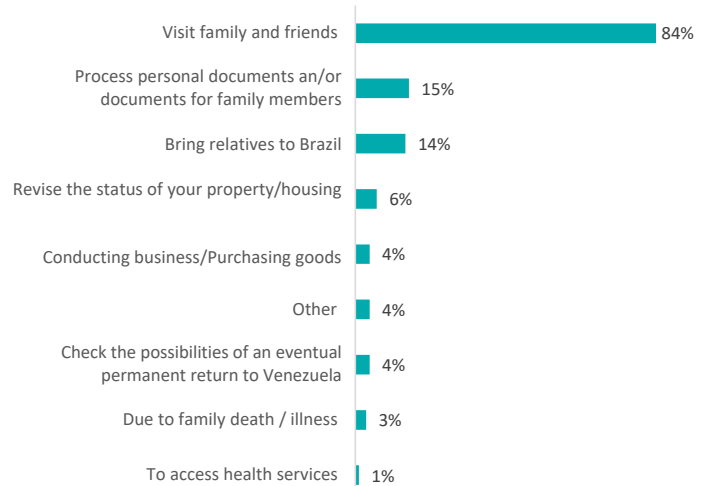 Visit family and friends 84%
Process personal documents an/or
documents for family members 15%
Bring relatives to Brazil 14%
Revise the status of your property/housing 6%
Conducting business/Purchasing goods 4%
Other 4%
Check the possibilities of an eventual
permanent return to Venezuela 4%
Due to family death / illness 3%
To access health services 1%